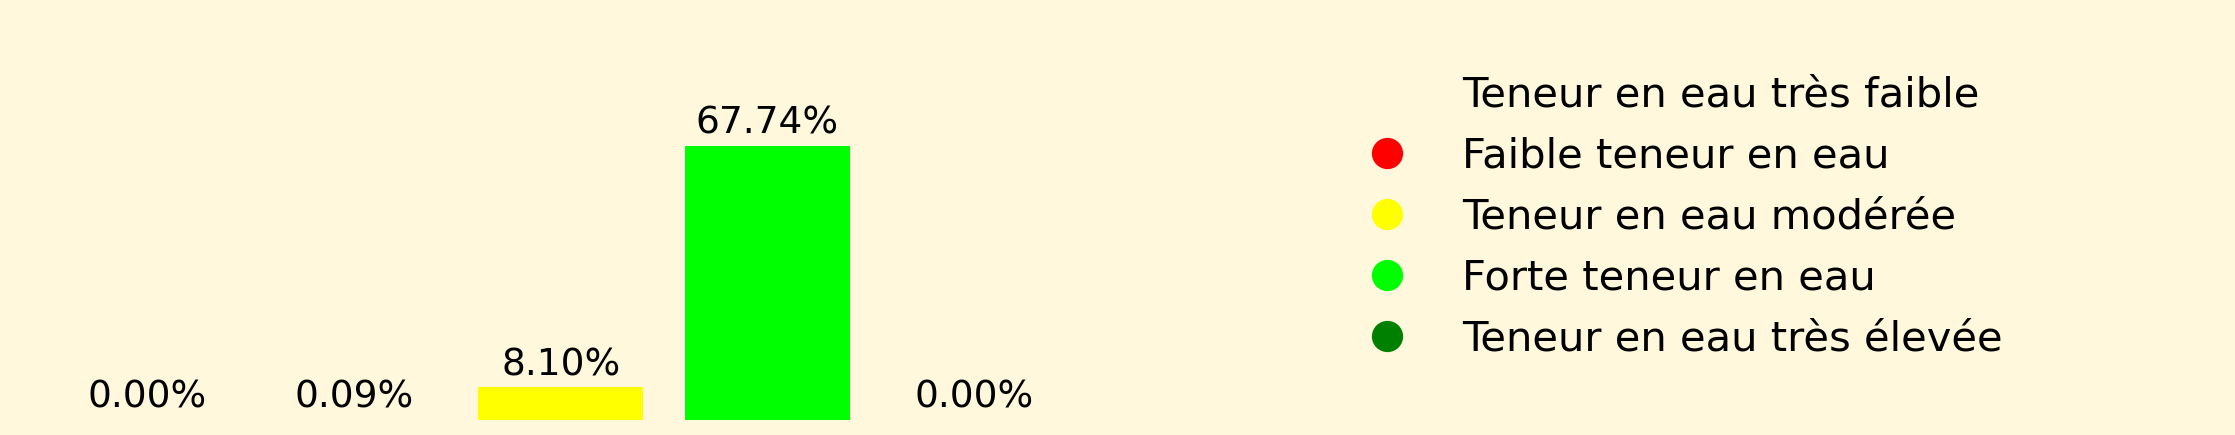 67.74%
8.10%
0.00%
0.09%
0.00%
Teneur en eau très faible
Faible teneur en eau
Teneur en eau modérée
Forte teneur en eau
Teneur en eau très élevée